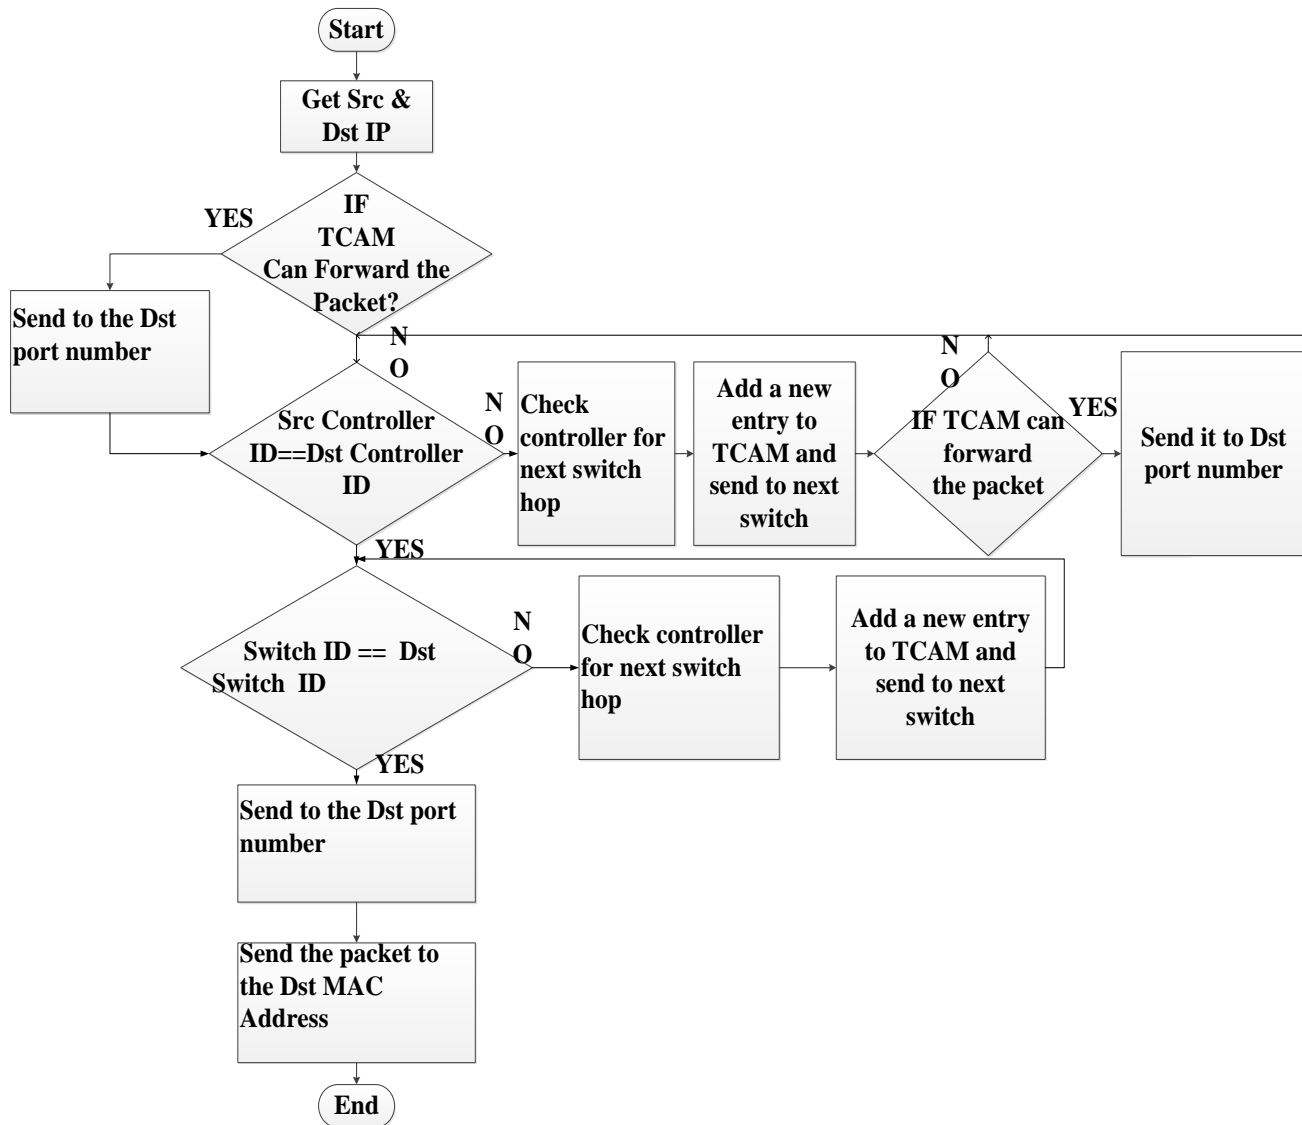 Start
Get Src &
Dst IP
YES
IF
TCAM
Can Forward the
Packet?
Send to the Dst
port number
N
O
Src Controller
ID==Dst Controller
ID
N
O
Check
controller for
next switch
hop
Add a new
entry to
TCAM and
send to next
switch
N
O
IF TCAM can
forward
the packet
YES
Send it to Dst
port number
YES
Switch ID == Dst
Switch ID
N
O
Check controller
for next switch
hop
Add a new entry
to TCAM and
send to next
switch
YES
Send to the Dst port
number
Send the packet to
the Dst MAC
Address
End